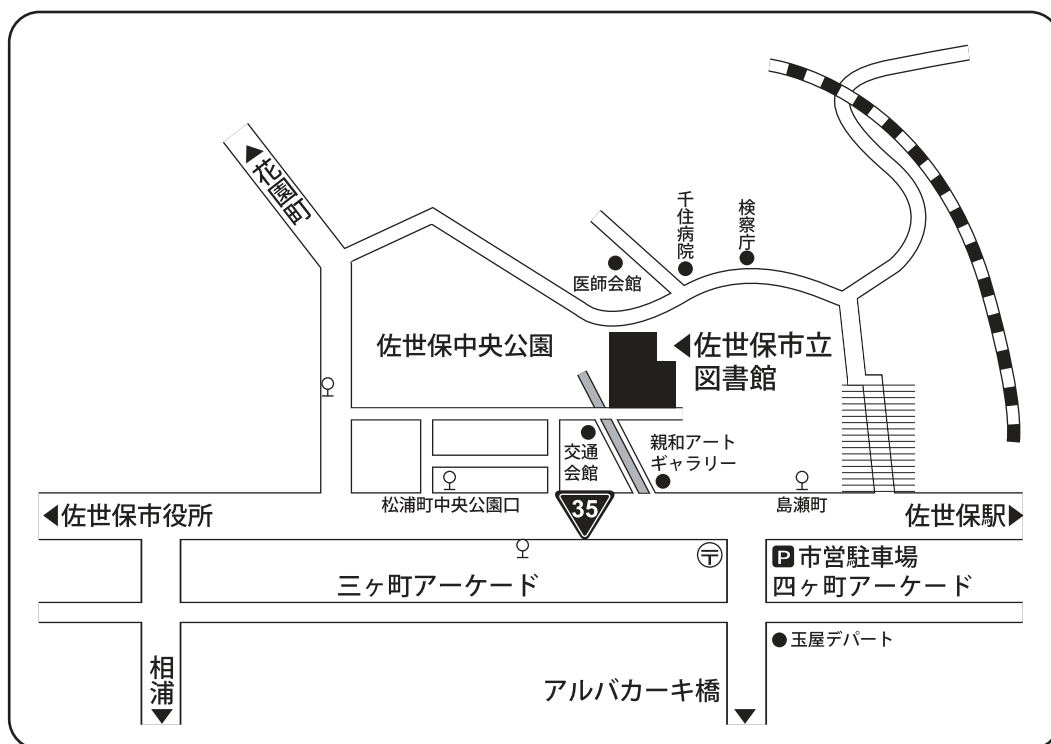 花園町
千住病院
検察庁
医師会館
佐世保中央公園
佐世保市立
図書館
交通
会館
親和アート
ギャラリー
松浦町中央公園口
35
島瀬町
佐世保市役所
佐世保駅
P 市営駐車場
三ヶ町アーケード
四ヶ町アーケード
玉屋デパート
相浦
アルバカーキ橋